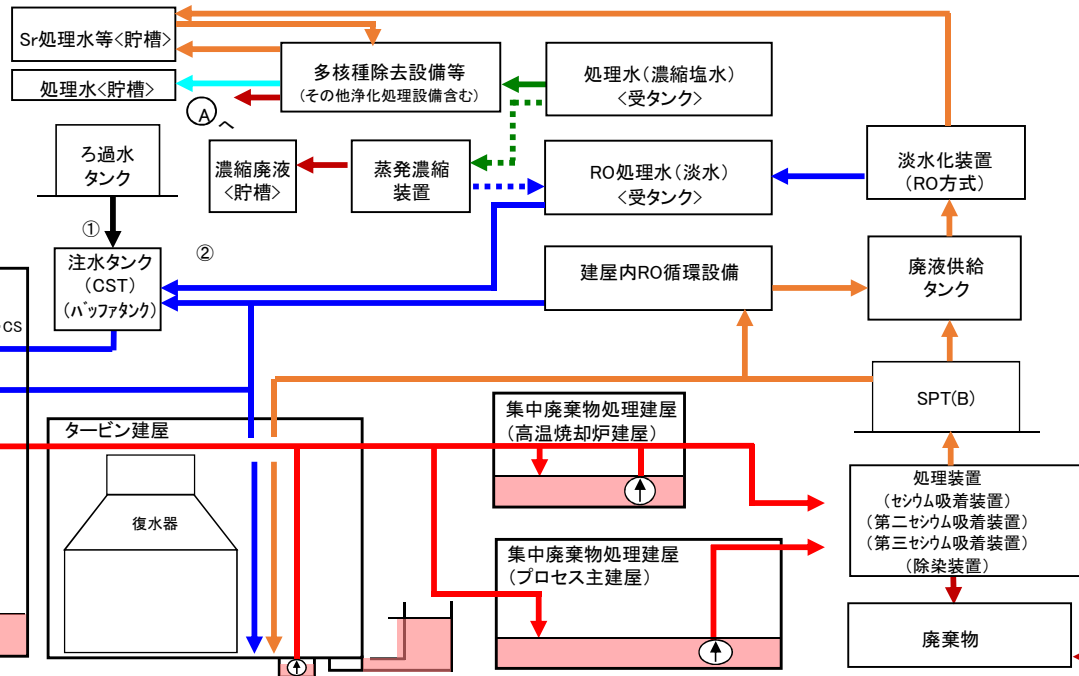 Sr処理水等<貯槽>
処理水<貯槽>
多核種除去設備等
(その他浄化処理設備含む)
処理水(濃縮塩水)
<受タンク>
A へ
ろ過水
タンク
濃縮廃液
<貯槽>
蒸発濃縮
装置
RO処理水(淡水)
<受タンク>
淡水化装置
(RO方式)
①
②
注水タンク
(CST)
(バッファタンク)
建屋内RO循環設備
廃液供給
タンク
CS
SPT(B)
タービン建屋
復水器
集中廃棄物処理建屋
(高温焼却炉建屋)
集中廃棄物処理建屋
(プロセス主建屋)
処理装置
(セシウム吸着装置)
(第二セシウム吸着装置)
(第三セシウム吸着装置)
(除染装置)
廃棄物